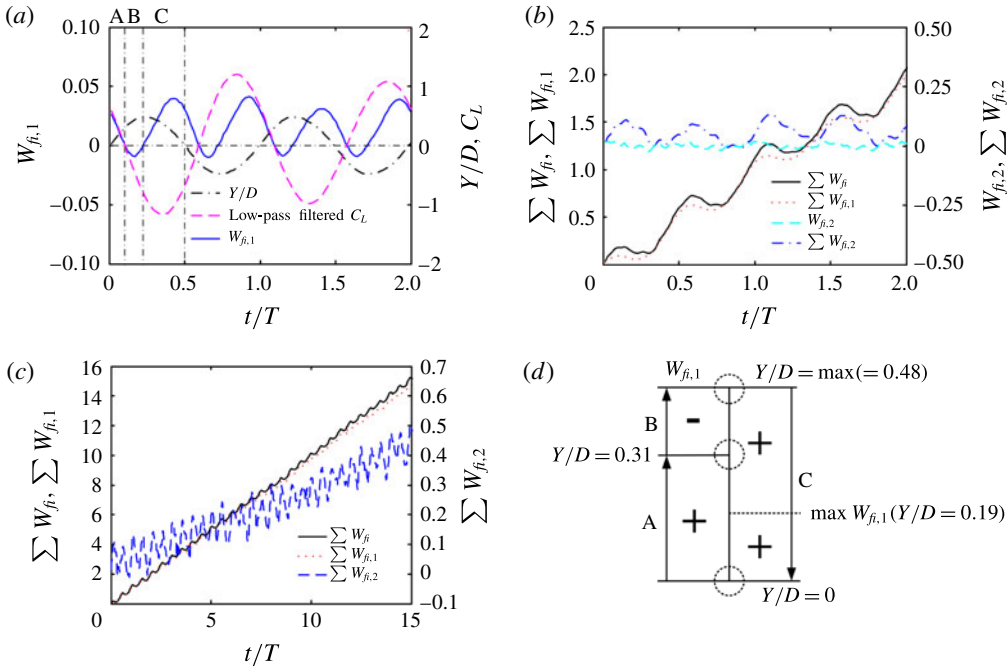 (a)
A B C
0.10
0.05
0
−0.05
−0.10
W_{fi,1}
2
1
0
−1
−2
Y/D, C_L
Y/D
Low-pass filtered C_L
W_{fi,1}
0 0.5 1.0 1.5 2.0
t/T
(b)
2.5
2.0
1.5
1.0
0.5
∑ W_{fi}, ∑ W_{fi,1}
0.50
0.25
0
−0.25
−0.50
W_{fi,2}, ∑ W_{fi,2}
∑ W_{fi}
∑ W_{fi,1}
W_{fi,2}
∑ W_{fi,2}
0 0.5 1.0 1.5 2.0
t/T
(c)
16
14
12
10
8
6
4
2
0
∑ W_{fi}, ∑ W_{fi,1}
0.7
0.6
0.5
0.4
0.3
0.2
0.1
0
−0.1
∑ W_{fi,2}
∑ W_{fi}
∑ W_{fi,1}
∑ W_{fi,2}
5 10 15
t/T
(d)
W_{fi,1}
Y/D = max(= 0.48)
B
-
+
Y/D = 0.31
C
A
+
max W_{fi,1}(Y/D = 0.19)
+
Y/D = 0